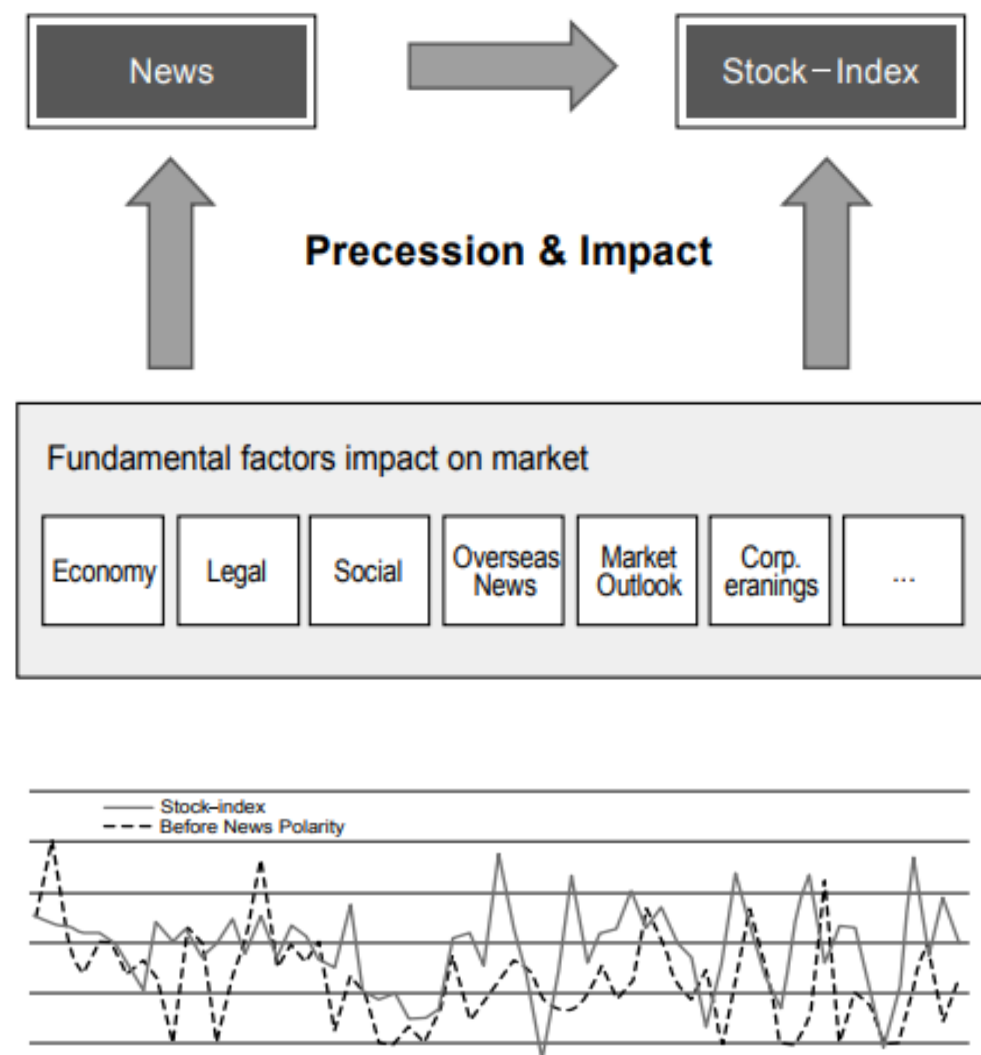 News
Stock-Index
Precession & Impact
Fundamental factors impact on market
Economy
Legal
Social
Overseas
News
Market
Outlook
Corp.
eranings
...
Stock-index
Before News Polarity